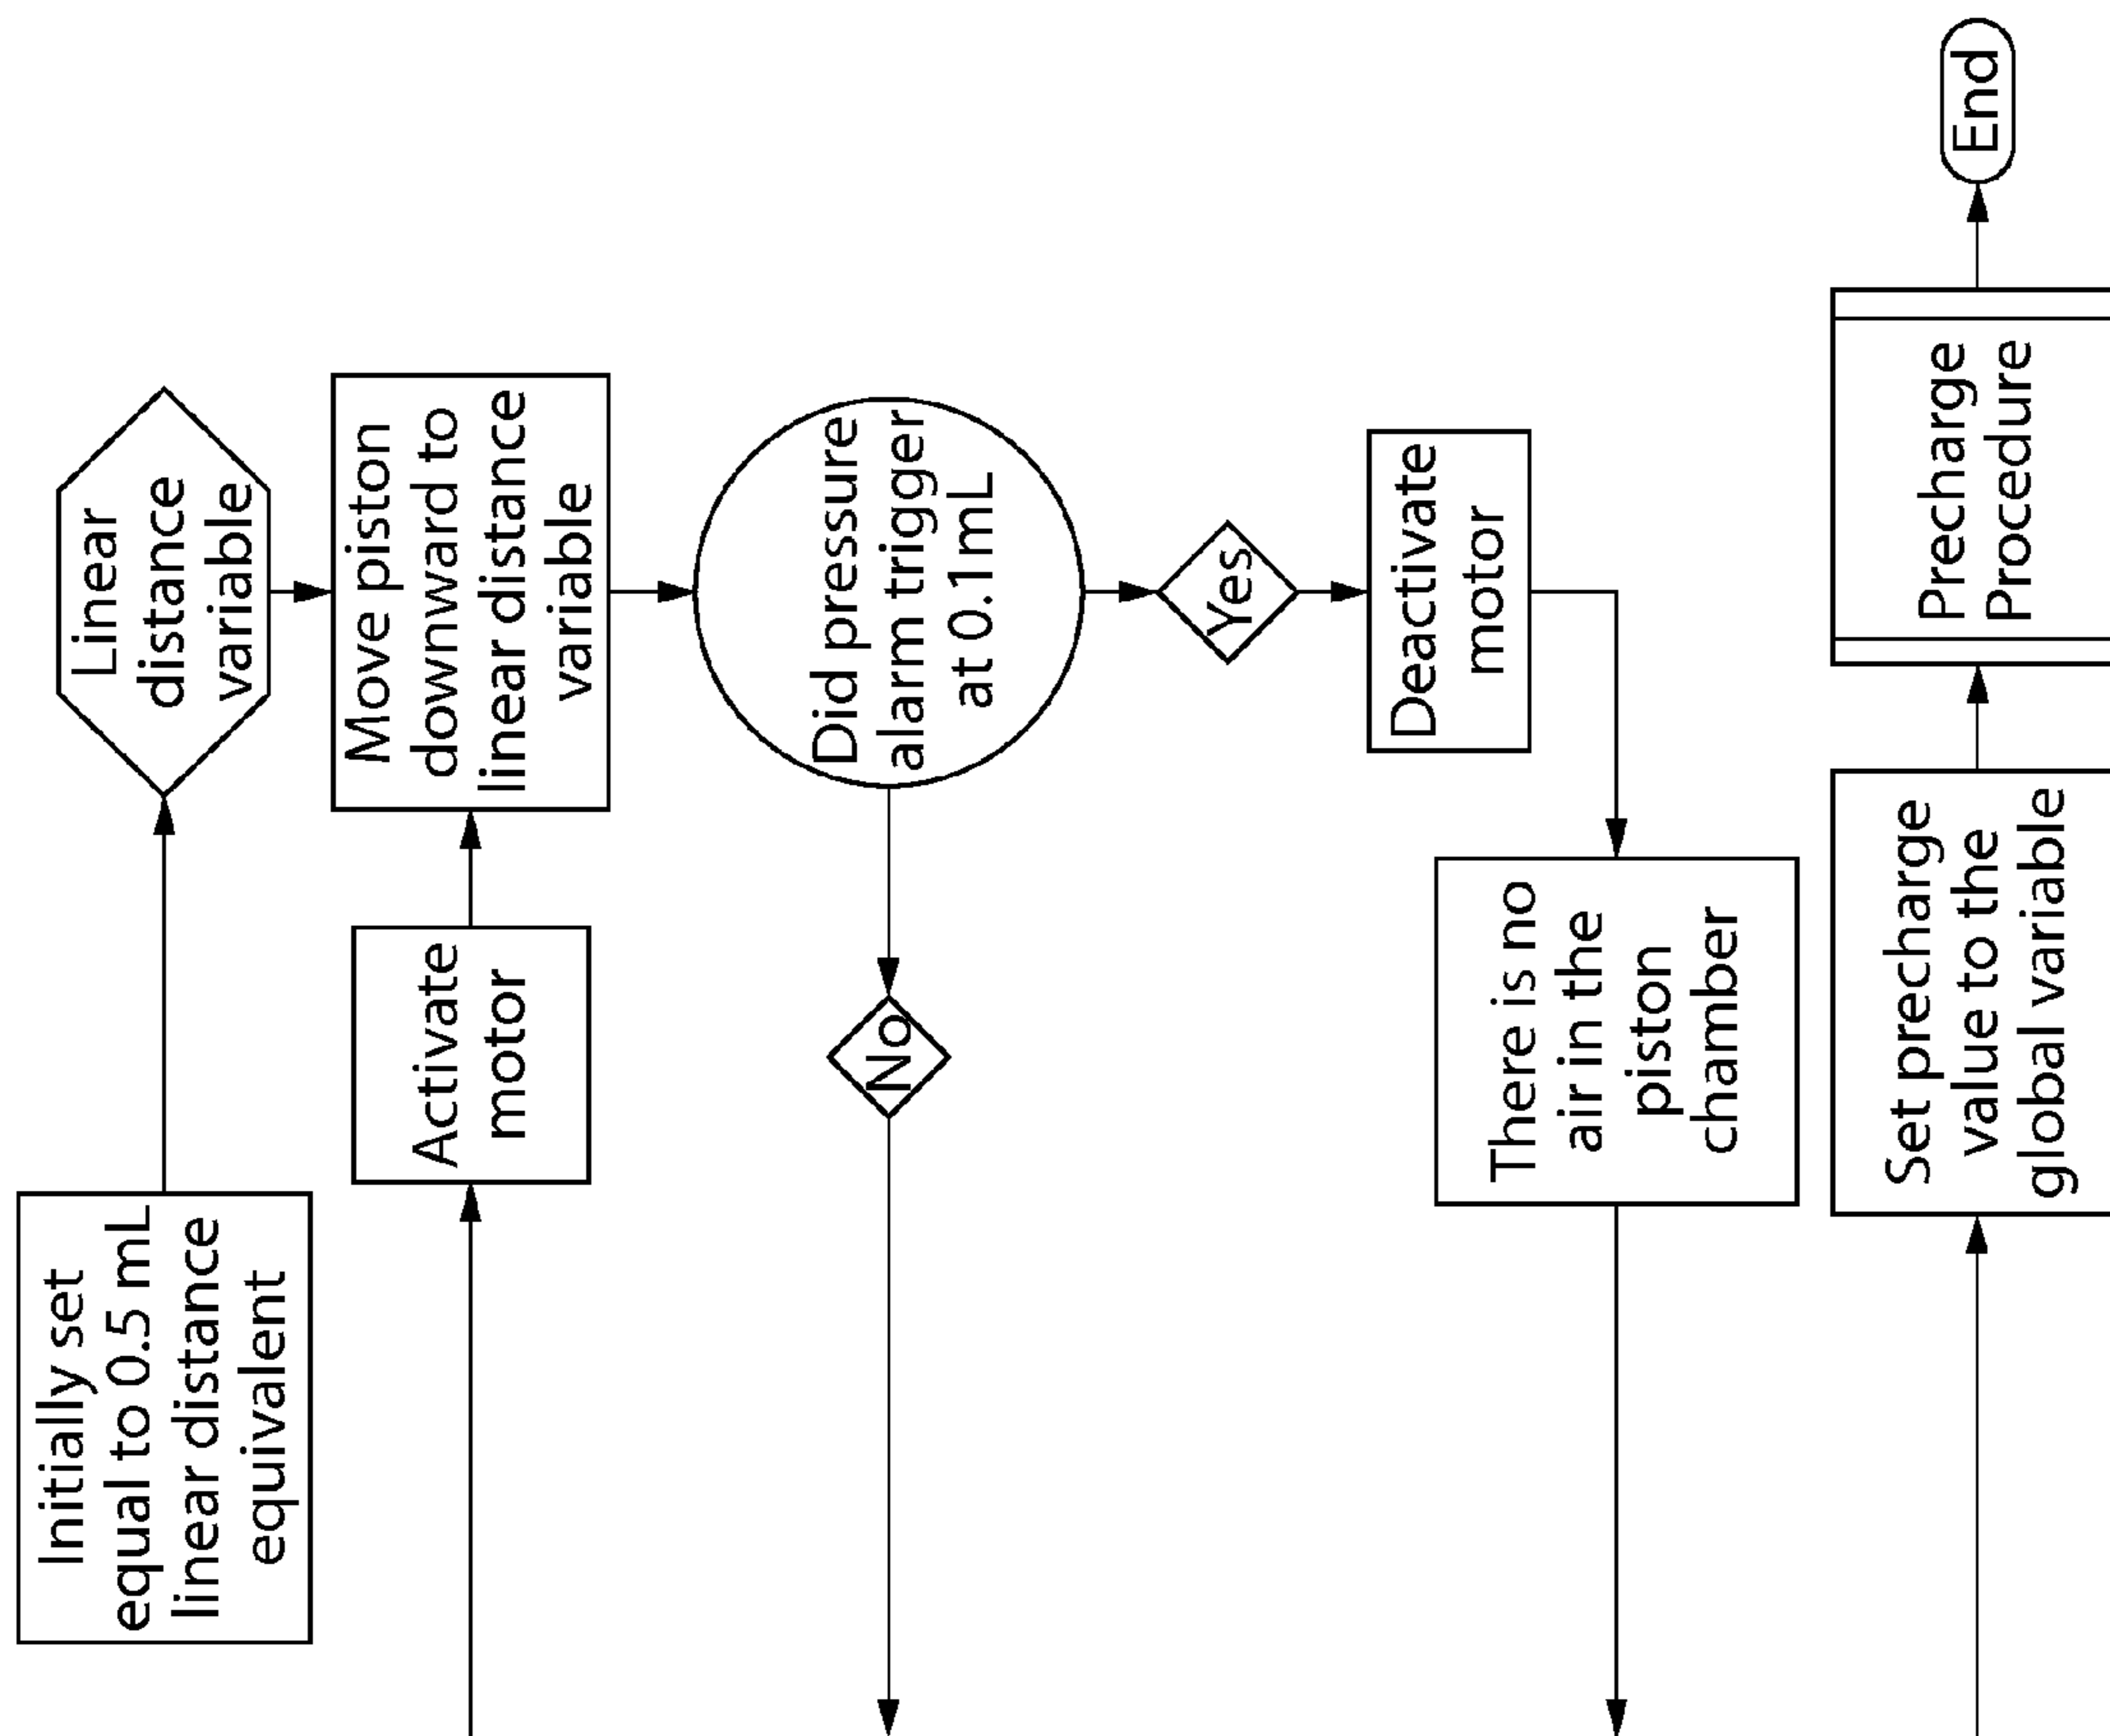 Initially set
equal to 0.5 mL
linear distance
equivalent
Linear
distance
variable
Activate
motor
Move piston
downward to
linear distance
variable
Did pressure
alarm trigger
at 0.1mL
No
Yes
Deactivate
motor
There is no
air in the
piston
chamber
Set precharge
value to the
global variable
Precharge
Procedure
End